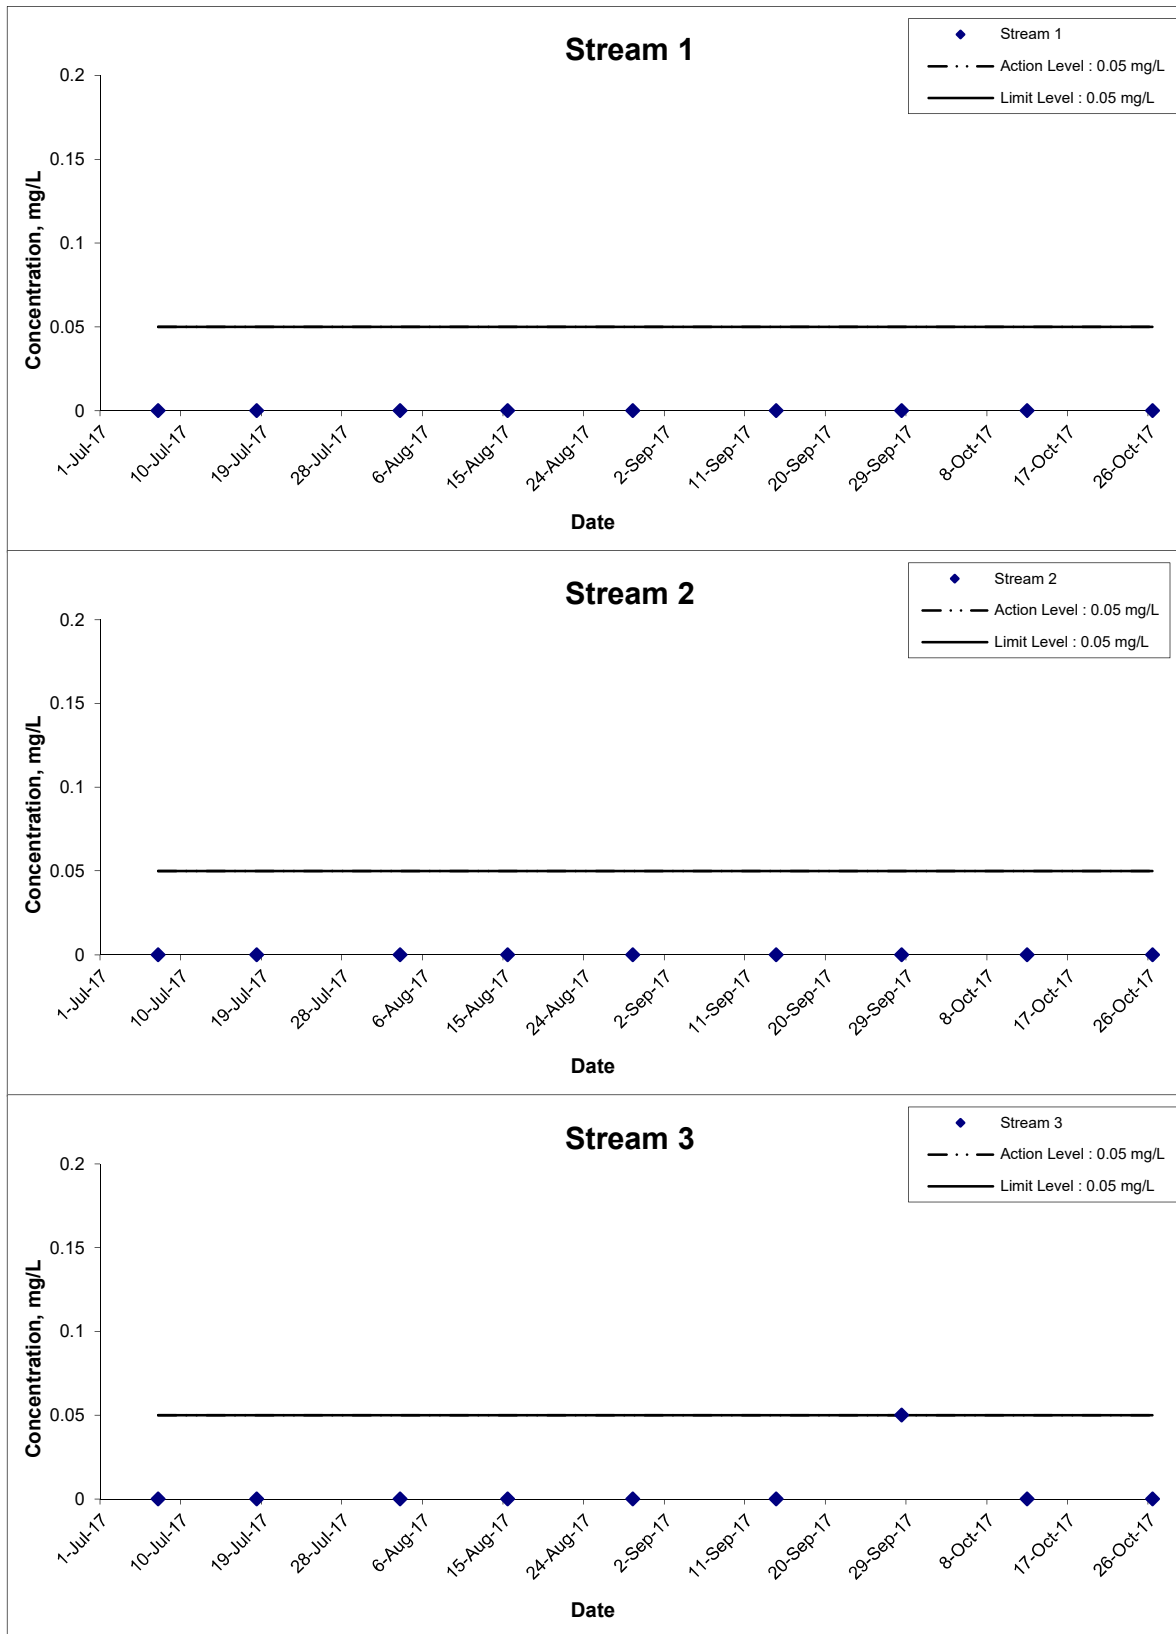 Stream 1
Stream 1
Action Level : 0.05 mg/L
Limit Level : 0.05 mg/L
Concentration, mg/L
0.2
0.15
0.1
0.05
0
1-Jul-17
10-Jul-17
19-Jul-17
28-Jul-17
6-Aug-17
15-Aug-17
24-Aug-17
2-Sep-17
11-Sep-17
20-Sep-17
29-Sep-17
8-Oct-17
17-Oct-17
26-Oct-17
Date
Stream 2
Stream 2
Action Level : 0.05 mg/L
Limit Level : 0.05 mg/L
Concentration, mg/L
0.2
0.15
0.1
0.05
0
1-Jul-17
10-Jul-17
19-Jul-17
28-Jul-17
6-Aug-17
15-Aug-17
24-Aug-17
2-Sep-17
11-Sep-17
20-Sep-17
29-Sep-17
8-Oct-17
17-Oct-17
26-Oct-17
Date
Stream 3
Stream 3
Action Level : 0.05 mg/L
Limit Level : 0.05 mg/L
Concentration, mg/L
0.2
0.15
0.1
0.05
0
1-Jul-17
10-Jul-17
19-Jul-17
28-Jul-17
6-Aug-17
15-Aug-17
24-Aug-17
2-Sep-17
11-Sep-17
20-Sep-17
29-Sep-17
8-Oct-17
17-Oct-17
26-Oct-17
Date